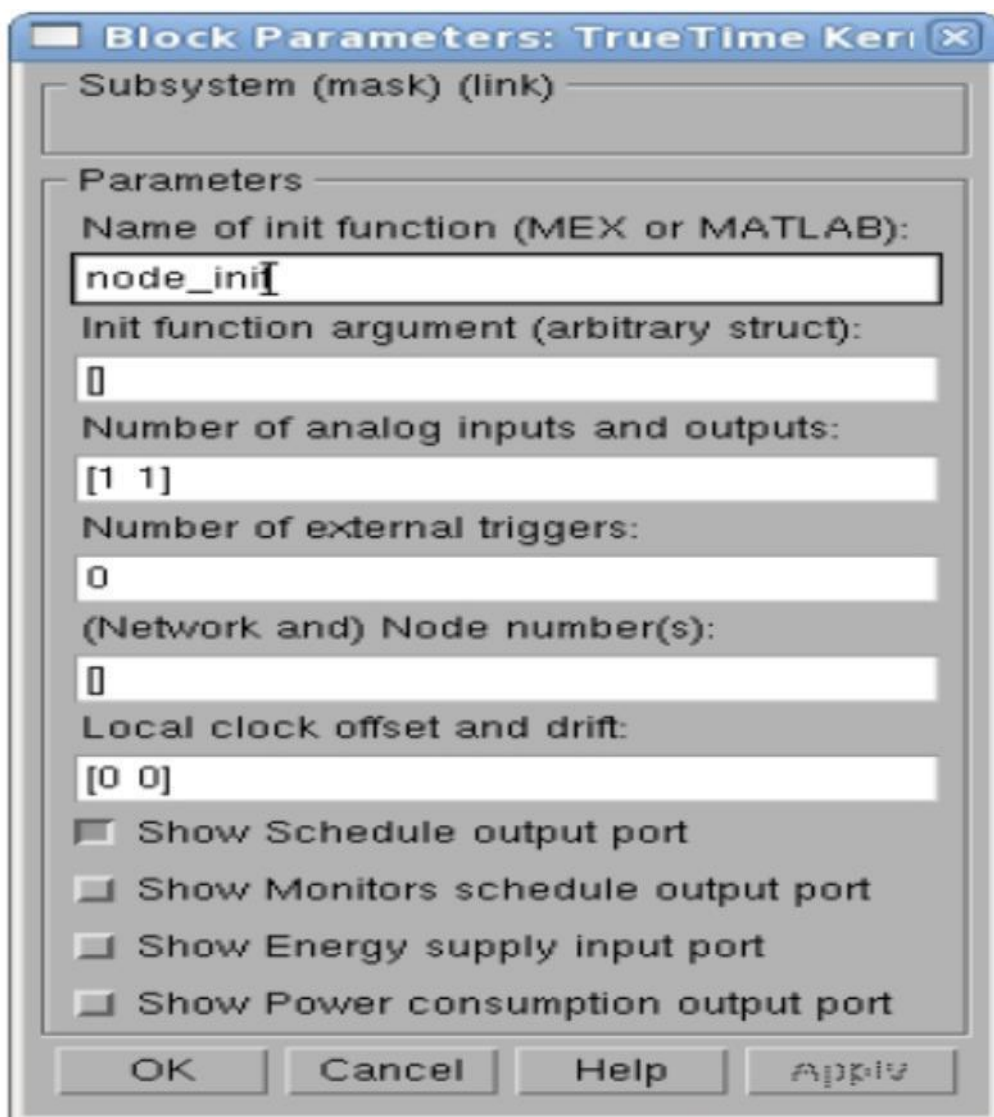 Block Parameters: TrueTime Ker
Subsystem (mask) (link)
Parameters
Name of init function (MEX or MATLAB):
node_init
Init function argument (arbitrary struct):
[]
Number of analog inputs and outputs:
[1 1]
Number of external triggers:
0
(Network and) Node number(s):
[]
Local clock offset and drift:
[0 0]
Show Schedule output port
Show Monitors schedule output port
Show Energy supply input port
Show Power consumption output port
OK
Cancel
Help
Apply